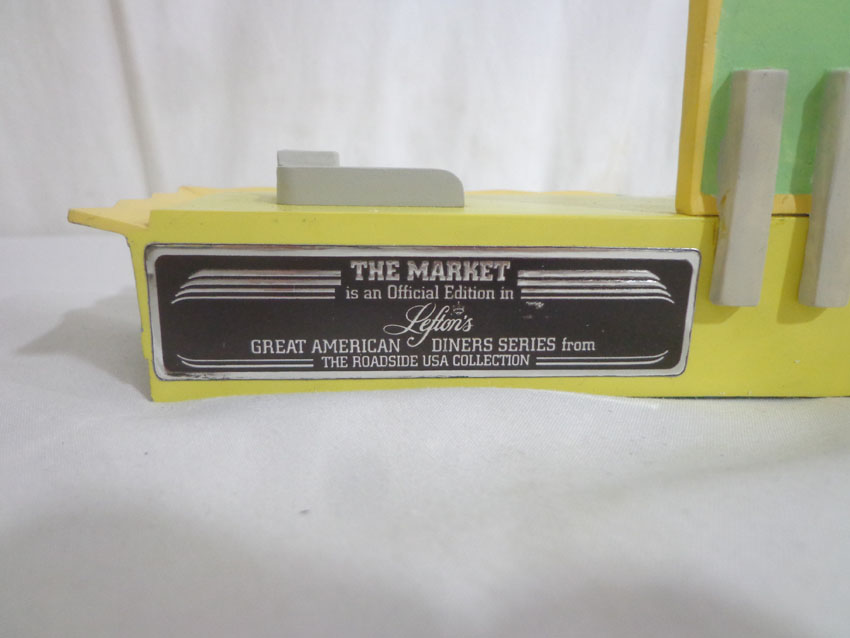 THE MARKET
is an Official Edition in
Lefton's
GREAT AMERICAN DINERS SERIES from
THE ROADSIDE USA COLLECTION